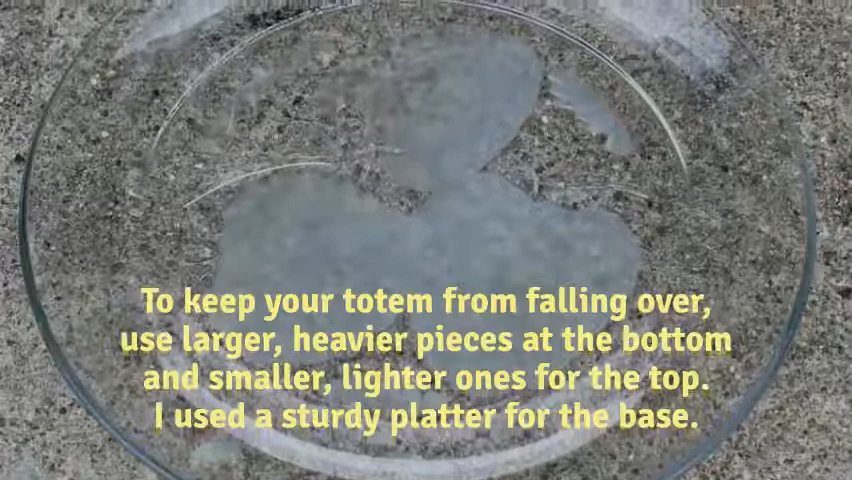 To keep your totem from falling over,
use larger, heavier pieces at the bottom
and smaller, lighter ones for the top.
I used a sturdy platter for the base.